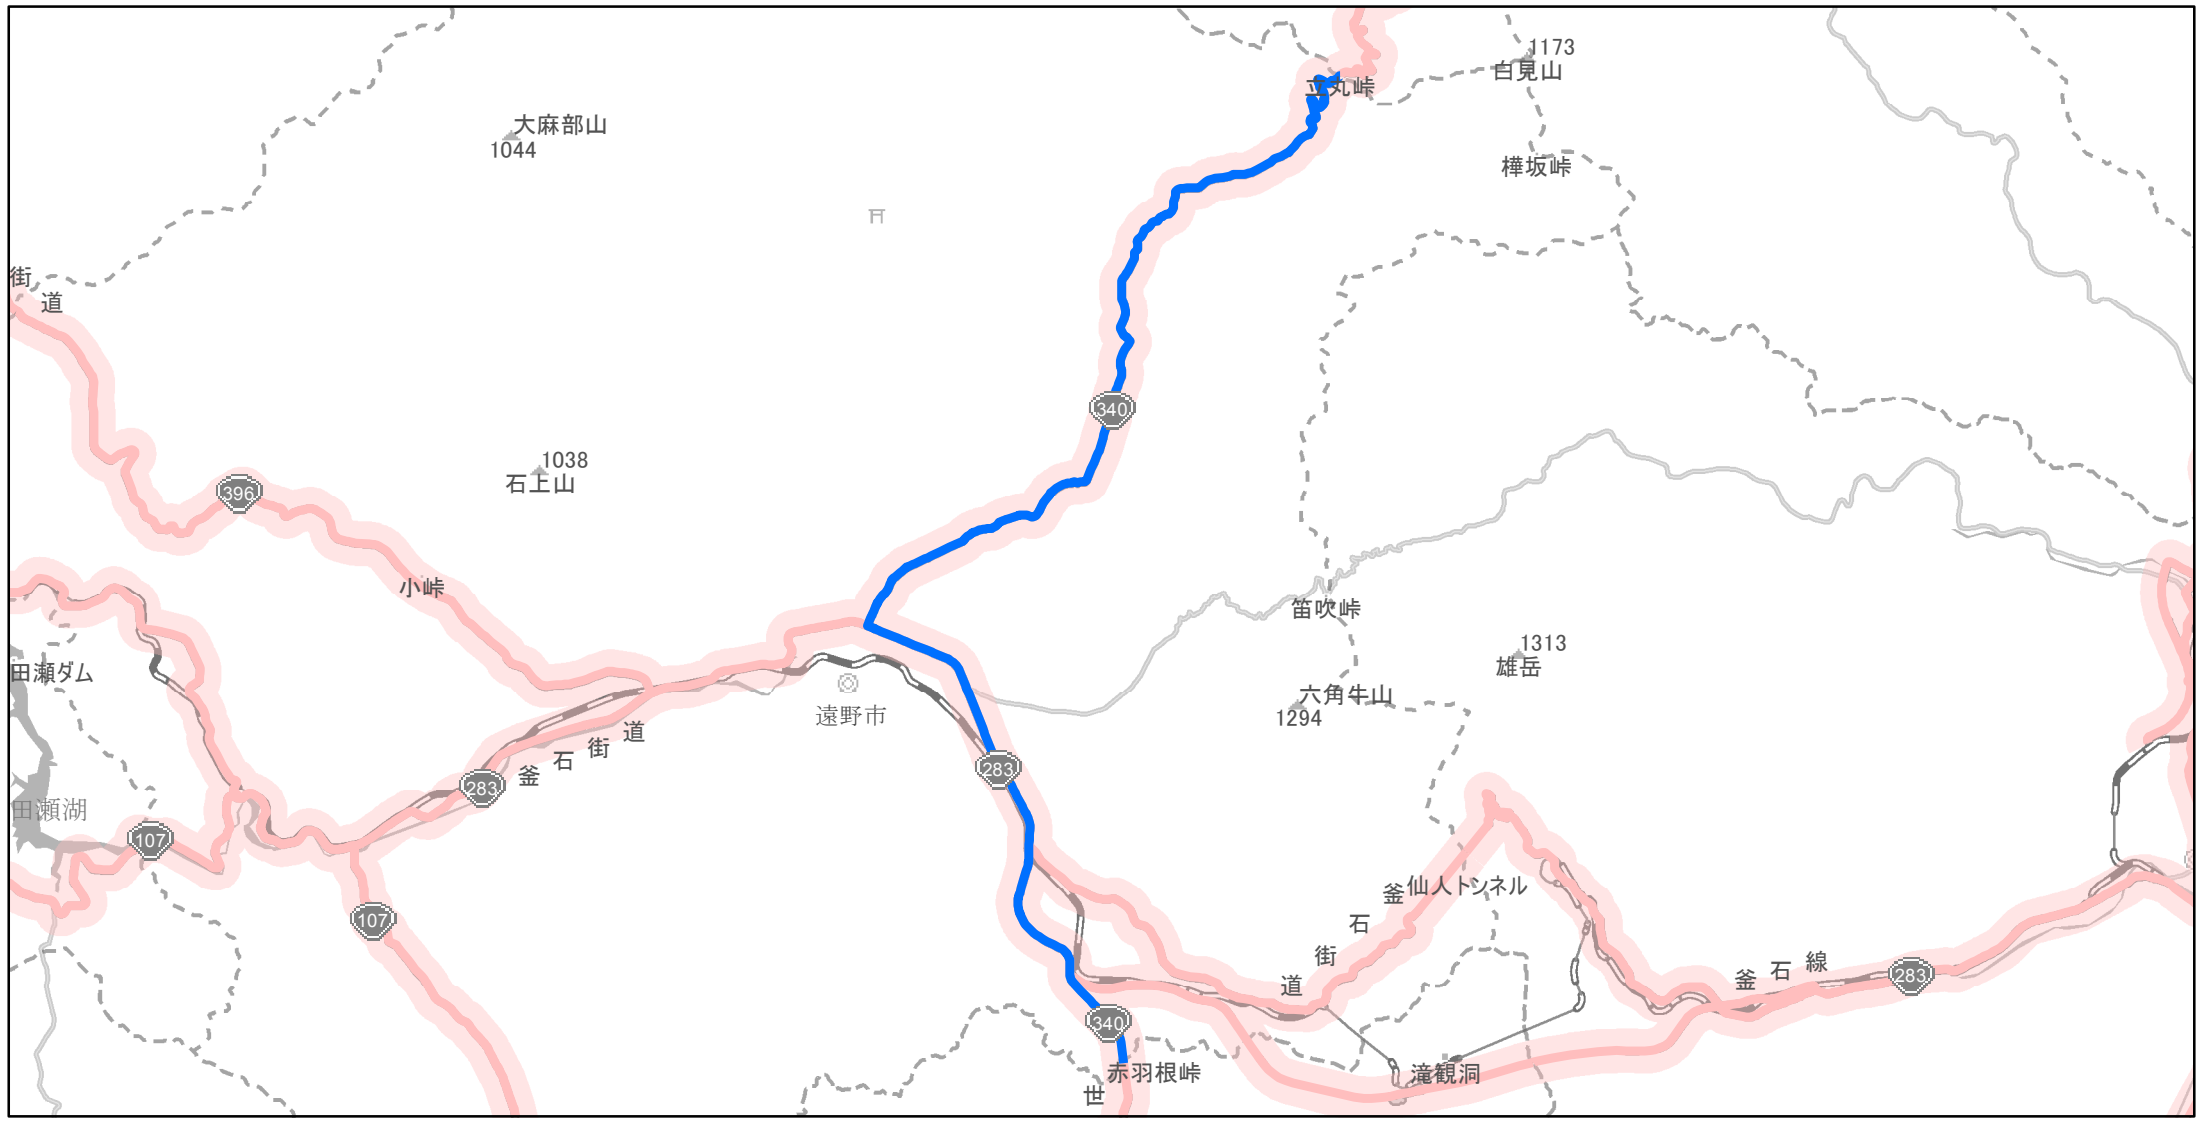 1173
白見山
立丸峠
大麻部山
1044
樺坂峠
街
道
340
1038
石上山
396
小峠
笛吹峠
1313
雄岳
田瀬ダム
六角牛山
1294
遠野市
道
街
石
釜
283
283
田瀬湖
107
釜
仙人トンネル
石
街
道
107
釜
石
線
283
340
赤羽根峠
滝観洞
世